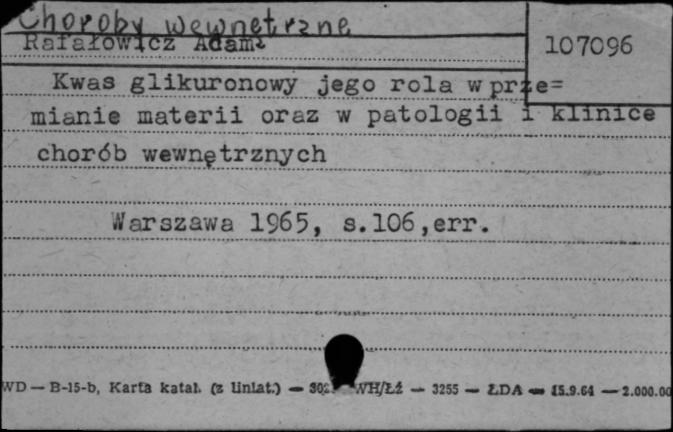 Choroby wewnętrzne
Rafałowicz Adam
107096
Kwas glikuronowy jego rola w prze=
mianie materii oraz w patologii i klinice
chorób wewnętrznych
Warszawa 1965, s.106,err.
WD — B-15-b, Karta katal. (z liniat.) — WH/Łź — 3255 — ŁDA — 15.9.64 — 2.000.00